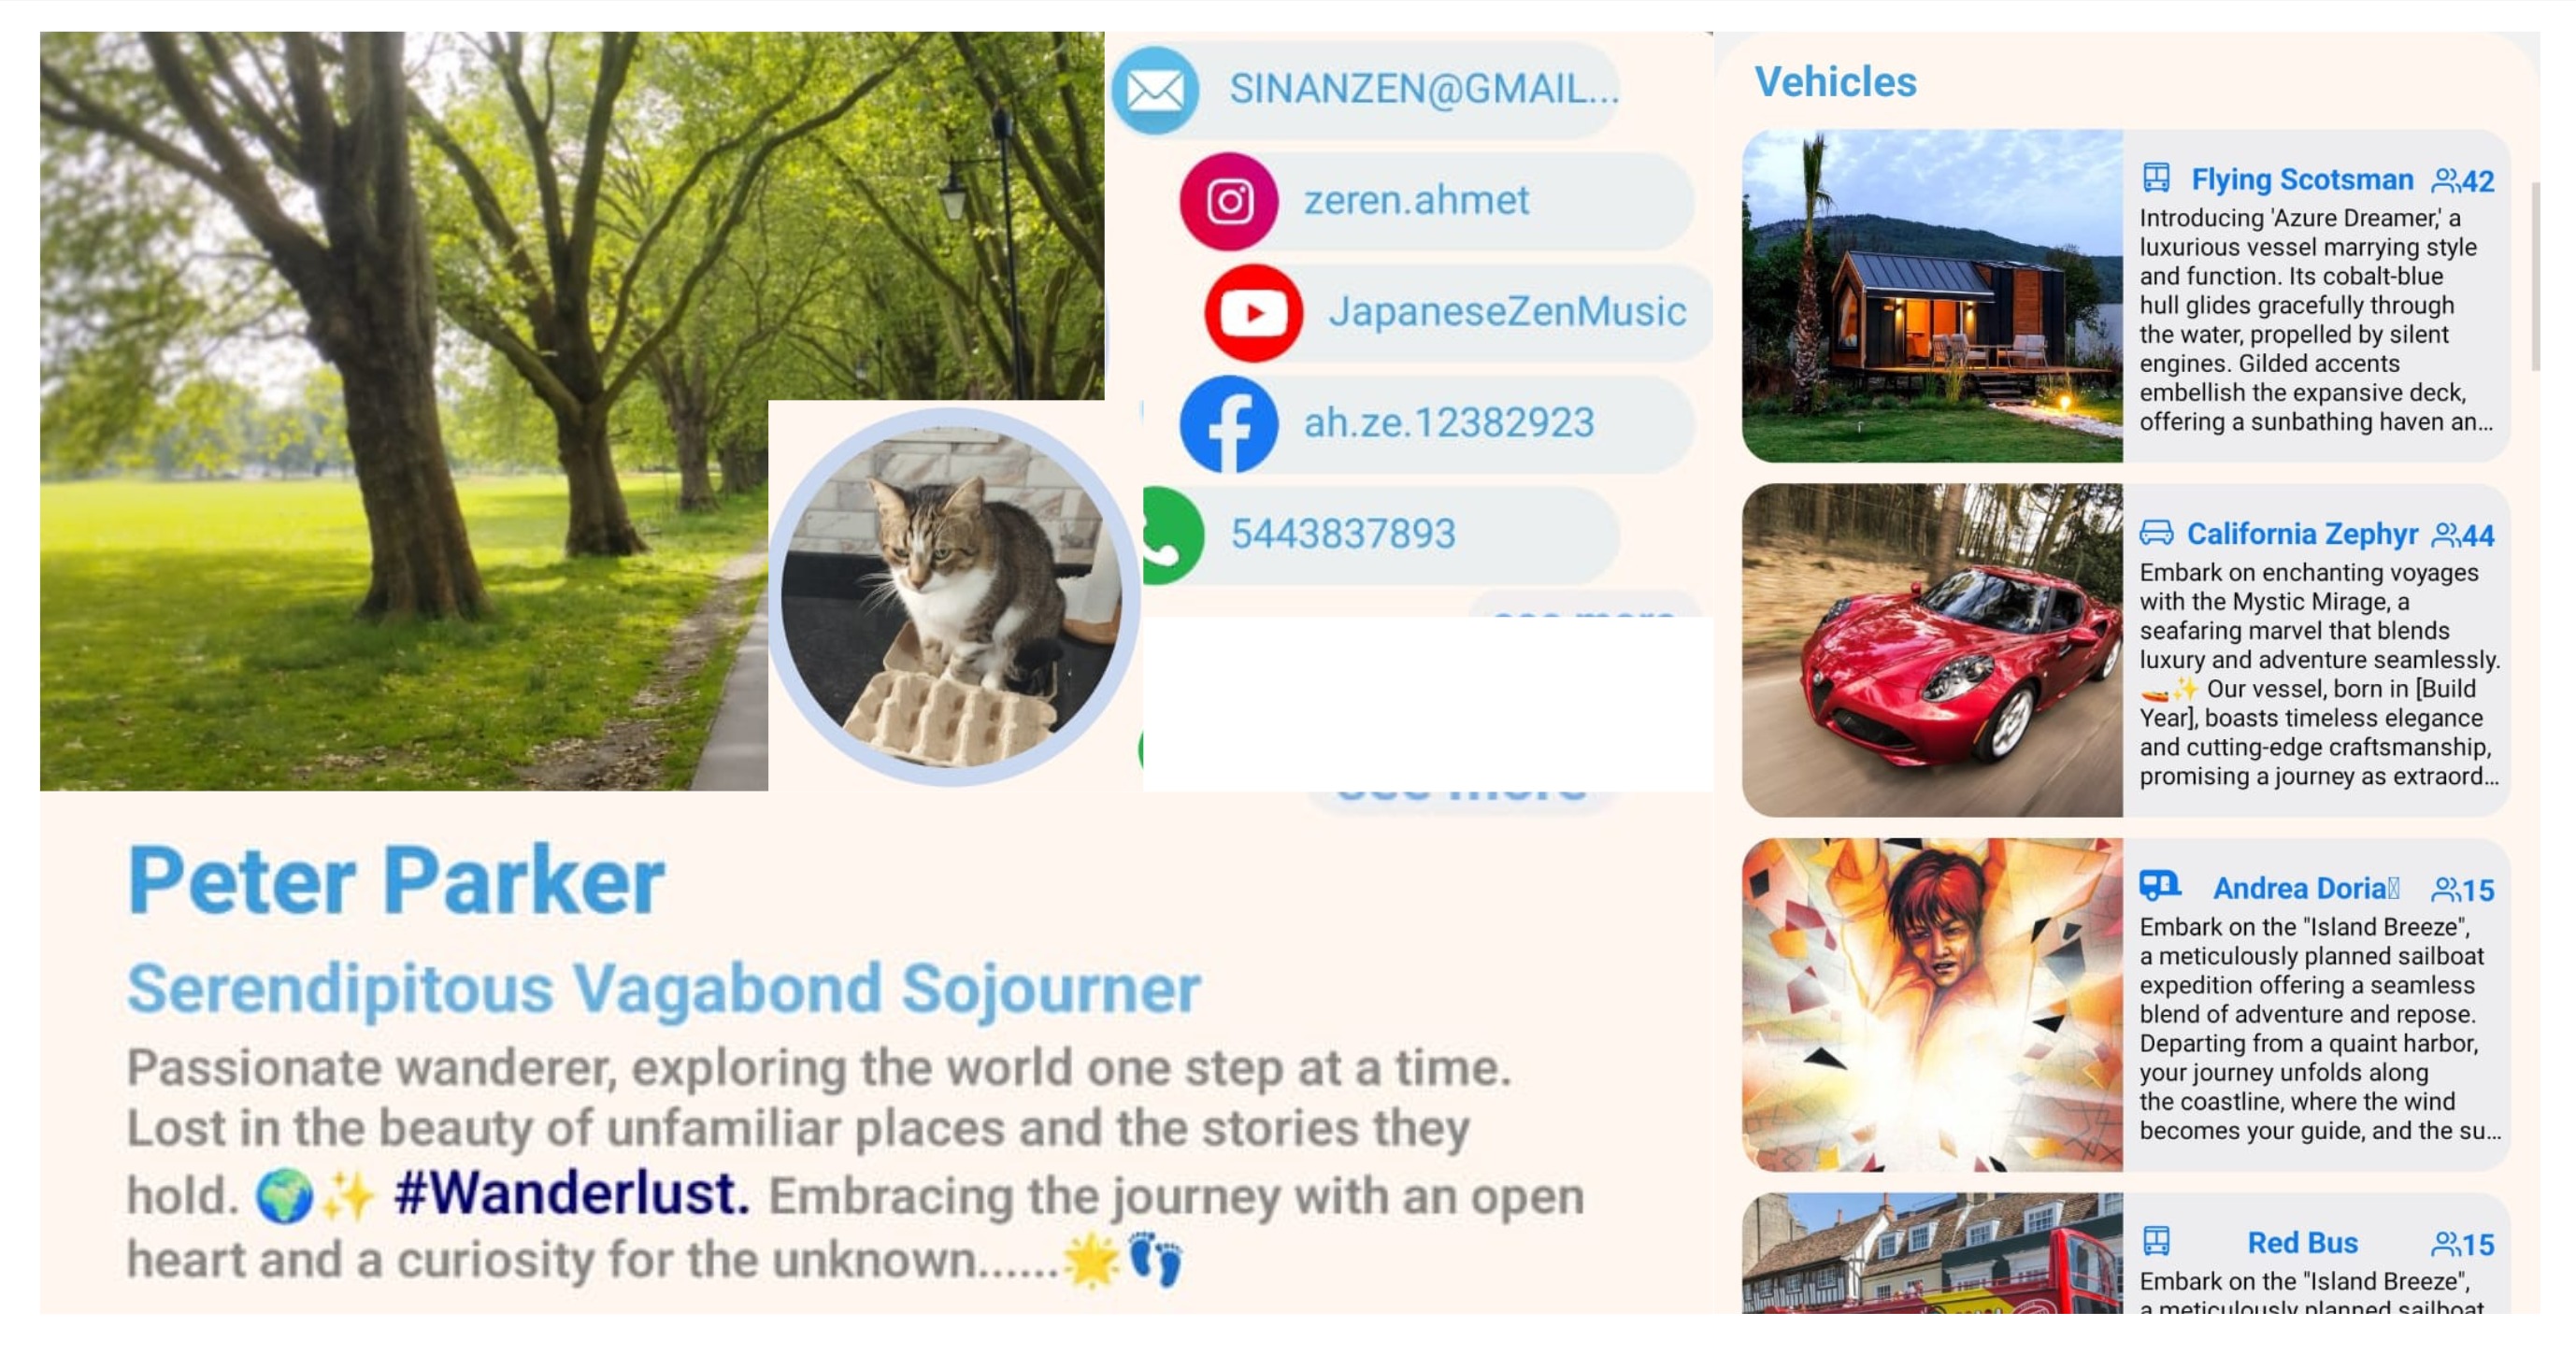 SINANZEN@GMAIL...
zeren.ahmet
JapaneseZenMusic
ah.ze.12382923
5443837893
see more
see more
Peter Parker
Serendipitous Vagabond Sojourner
Passionate wanderer, exploring the world one step at a time.
Lost in the beauty of unfamiliar places and the stories they
hold. 🌍✨ #Wanderlust. Embracing the journey with an open
heart and a curiosity for the unknown......🌟👣
Vehicles
Flying Scotsman 42
Introducing 'Azure Dreamer,' a
luxurious vessel marrying style
and function. Its cobalt-blue
hull glides gracefully through
the water, propelled by silent
engines. Gilded accents
embellish the expansive deck,
offering a sunbathing haven an...
California Zephyr 44
Embark on enchanting voyages
with the Mystic Mirage, a
seafaring marvel that blends
luxury and adventure seamlessly.
🚤✨ Our vessel, born in [Build
Year], boasts timeless elegance
and cutting-edge craftsmanship,
promising a journey as extraord...
Andrea Doria 15
Embark on the "Island Breeze",
a meticulously planned sailboat
expedition offering a seamless
blend of adventure and repose.
Departing from a quaint harbor,
your journey unfolds along
the coastline, where the wind
becomes your guide, and the su...
Red Bus 15
Embark on the "Island Breeze",
a meticulously planned sailboat